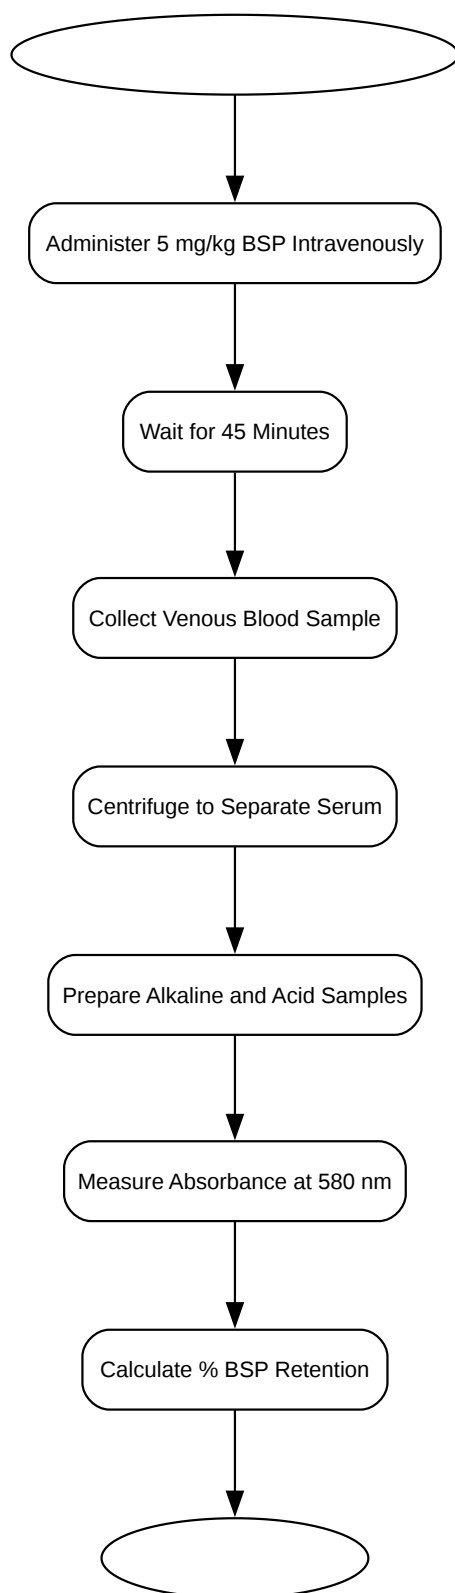 Administer 5 mg/kg BSP Intravenously
Wait for 45 Minutes
Collect Venous Blood Sample
Centrifuge to Separate Serum
Prepare Alkaline and Acid Samples
Measure Absorbance at 580 nm
Calculate % BSP Retention